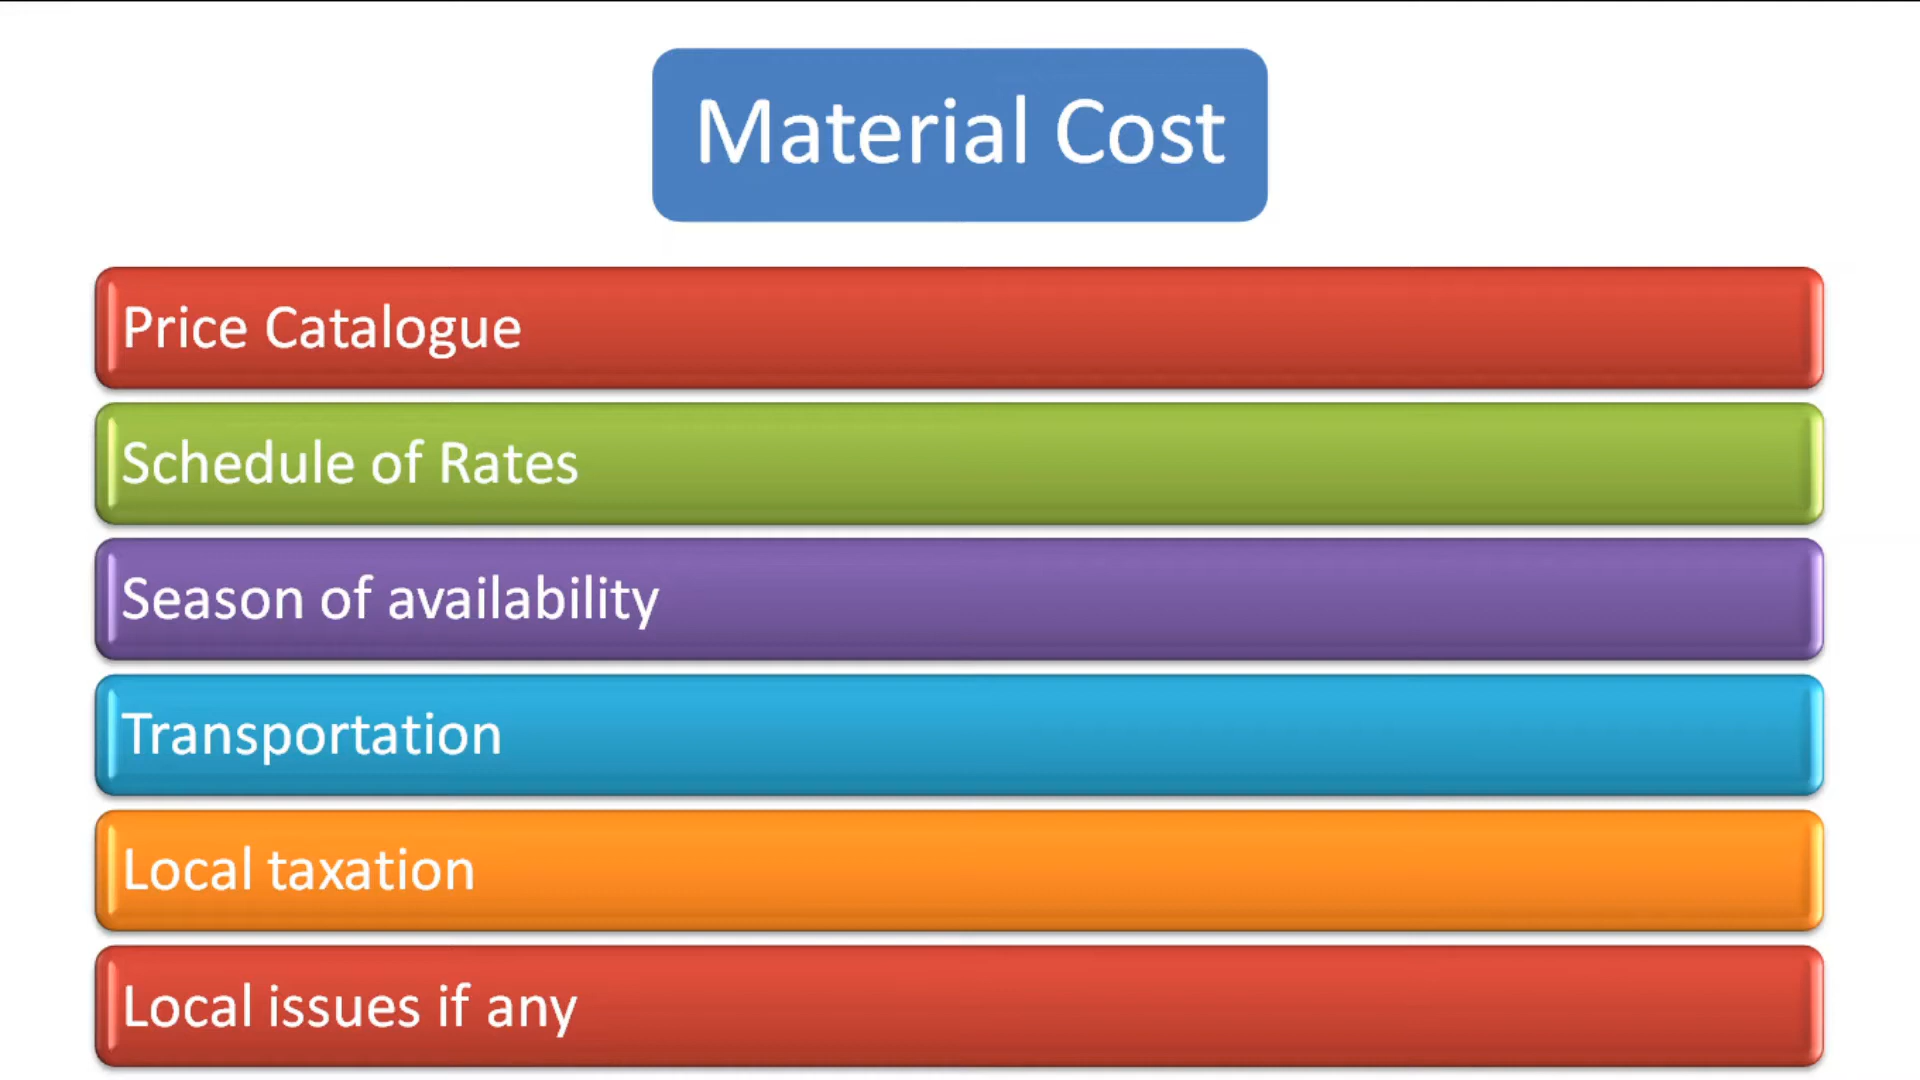 Material Cost
Price Catalogue
Schedule of Rates
Season of availability
Transportation
Local taxation
Local issues if any